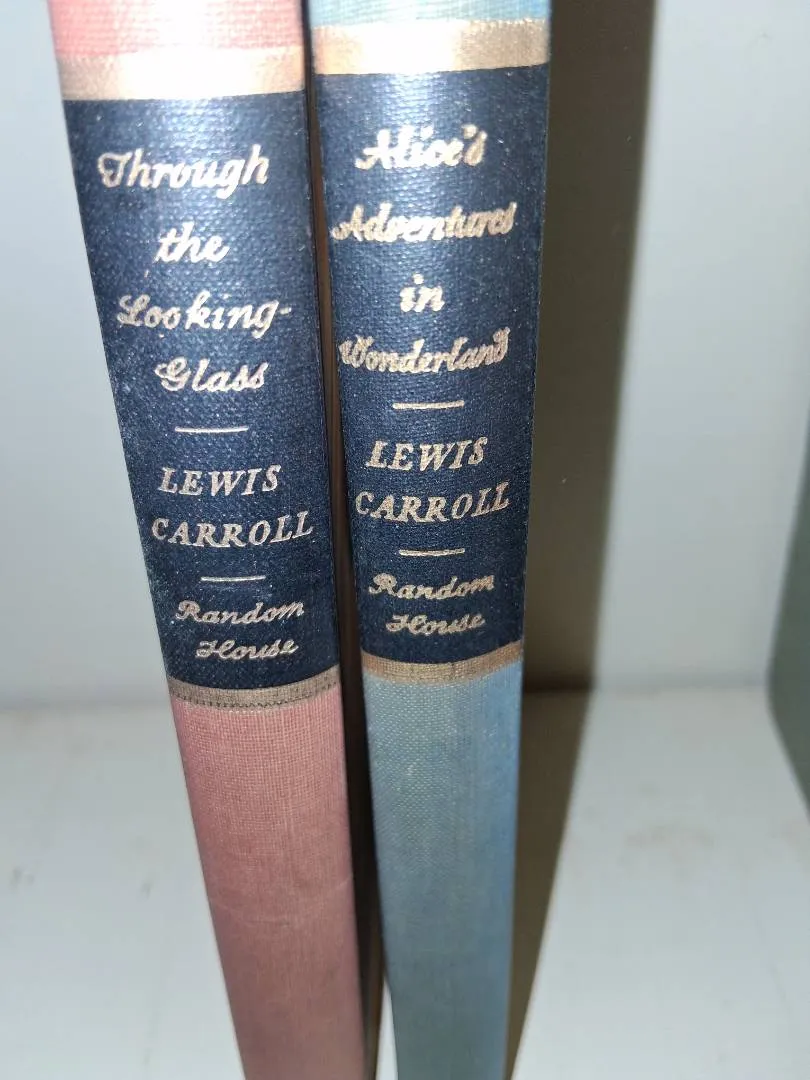 Through
the
Looking-
Glass
LEWIS
CARROLL
Random
House
Alice's
Adventures
in
Wonderland
LEWIS
CARROLL
Random
House